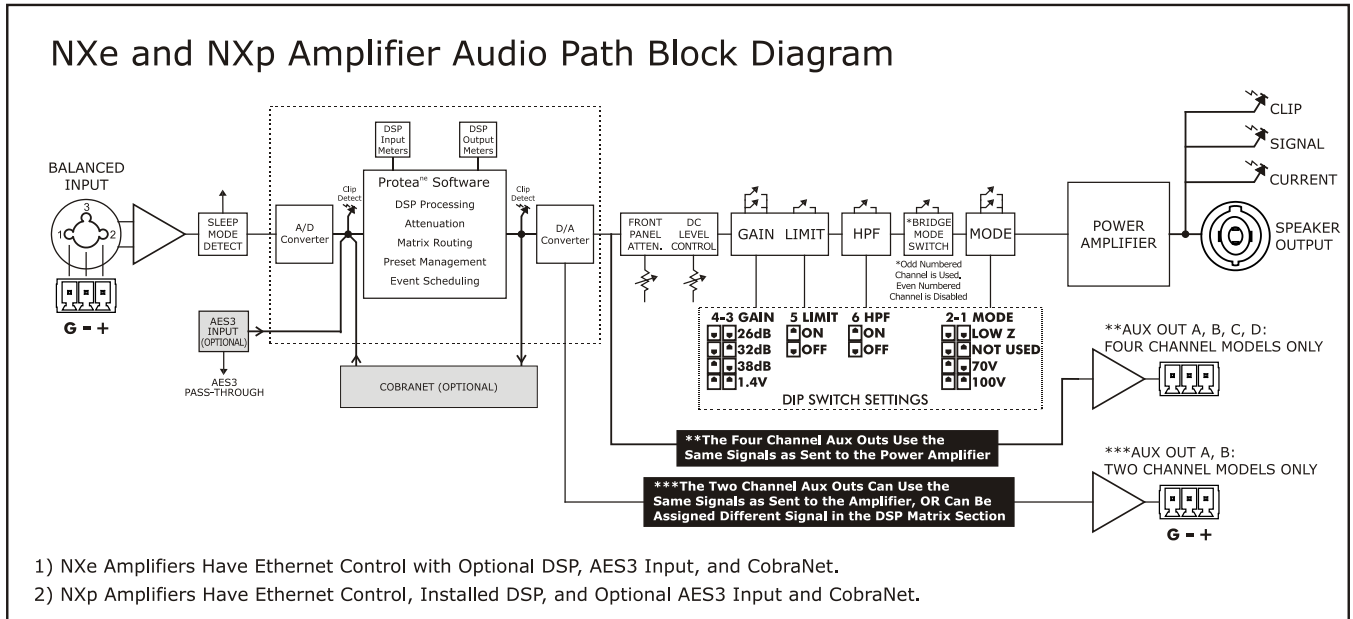 NXe and NXp Amplifier Audio Path Block Diagram
BALANCED
INPUT
3
1
2
G - +
SLEEP
MODE
DETECT
AES3
INPUT
(OPTIONAL)
AES3
PASS-THROUGH
A/D
Converter
Clip
Detect
DSP
Input
Meters
DSP
Output
Meters
Protea™ Software
DSP Processing
Attenuation
Matrix Routing
Preset Management
Event Scheduling
Clip
Detect
D/A
Converter
COBRANET (OPTIONAL)
FRONT
PANEL
ATTEN.
DC
LEVEL
CONTROL
GAIN LIMIT
HPF
*BRIDGE
MODE
SWITCH
*Odd Numbered
Channel is Used.
Even Numbered
Channel is Disabled
MODE
POWER
AMPLIFIER
CLIP
SIGNAL
CURRENT
SPEAKER
OUTPUT
4-3 GAIN
26dB
32dB
38dB
1.4V
5 LIMIT
ON
OFF
6 HPF
ON
OFF
2-1 MODE
LOW Z
NOT USED
70V
100V
DIP SWITCH SETTINGS
**AUX OUT A, B, C, D:
FOUR CHANNEL MODELS ONLY
**The Four Channel Aux Outs Use the
Same Signals as Sent to the Power Amplifier
***AUX OUT A, B:
TWO CHANNEL MODELS ONLY
G - +
***The Two Channel Aux Outs Can Use the
Same Signals as Sent to the Amplifier, OR Can Be
Assigned Different Signal in the DSP Matrix Section
1) NXe Amplifiers Have Ethernet Control with Optional DSP, AES3 Input, and CobraNet.
2) NXp Amplifiers Have Ethernet Control, Installed DSP, and Optional AES3 Input and CobraNet.